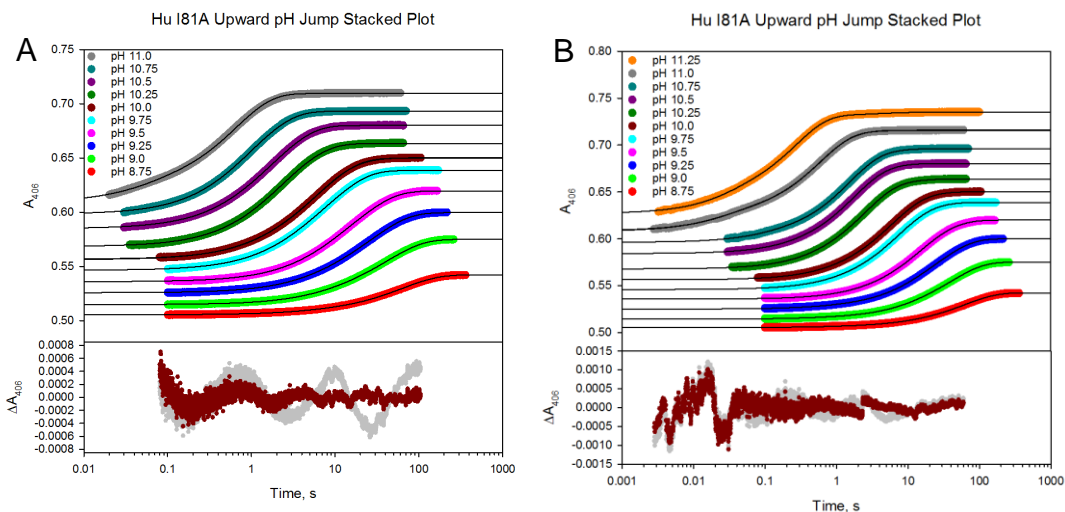 Hu I81A Upward pH Jump Stacked Plot
A
0.75
0.70
0.65
0.60
0.55
0.50
A406
pH 11.0
pH 10.75
pH 10.5
pH 10.25
pH 10.0
pH 9.75
pH 9.5
pH 9.25
pH 9.0
pH 8.75
0.0008
0.0006
0.0004
0.0002
0.0000
-0.0002
-0.0004
-0.0006
-0.0008
ΔA406
0.01 0.1 1 10 100 1000
Time, s
Hu I81A Upward pH Jump Stacked Plot
B
0.80
0.75
0.70
0.65
0.60
0.55
0.50
A406
pH 11.25
pH 11.0
pH 10.75
pH 10.5
pH 10.25
pH 10.0
pH 9.75
pH 9.5
pH 9.25
pH 9.0
pH 8.75
0.0015
0.0010
0.0005
0.0000
-0.0005
-0.0010
-0.0015
ΔA406
0.001 0.01 0.1 1 10 100 1000
Time, s